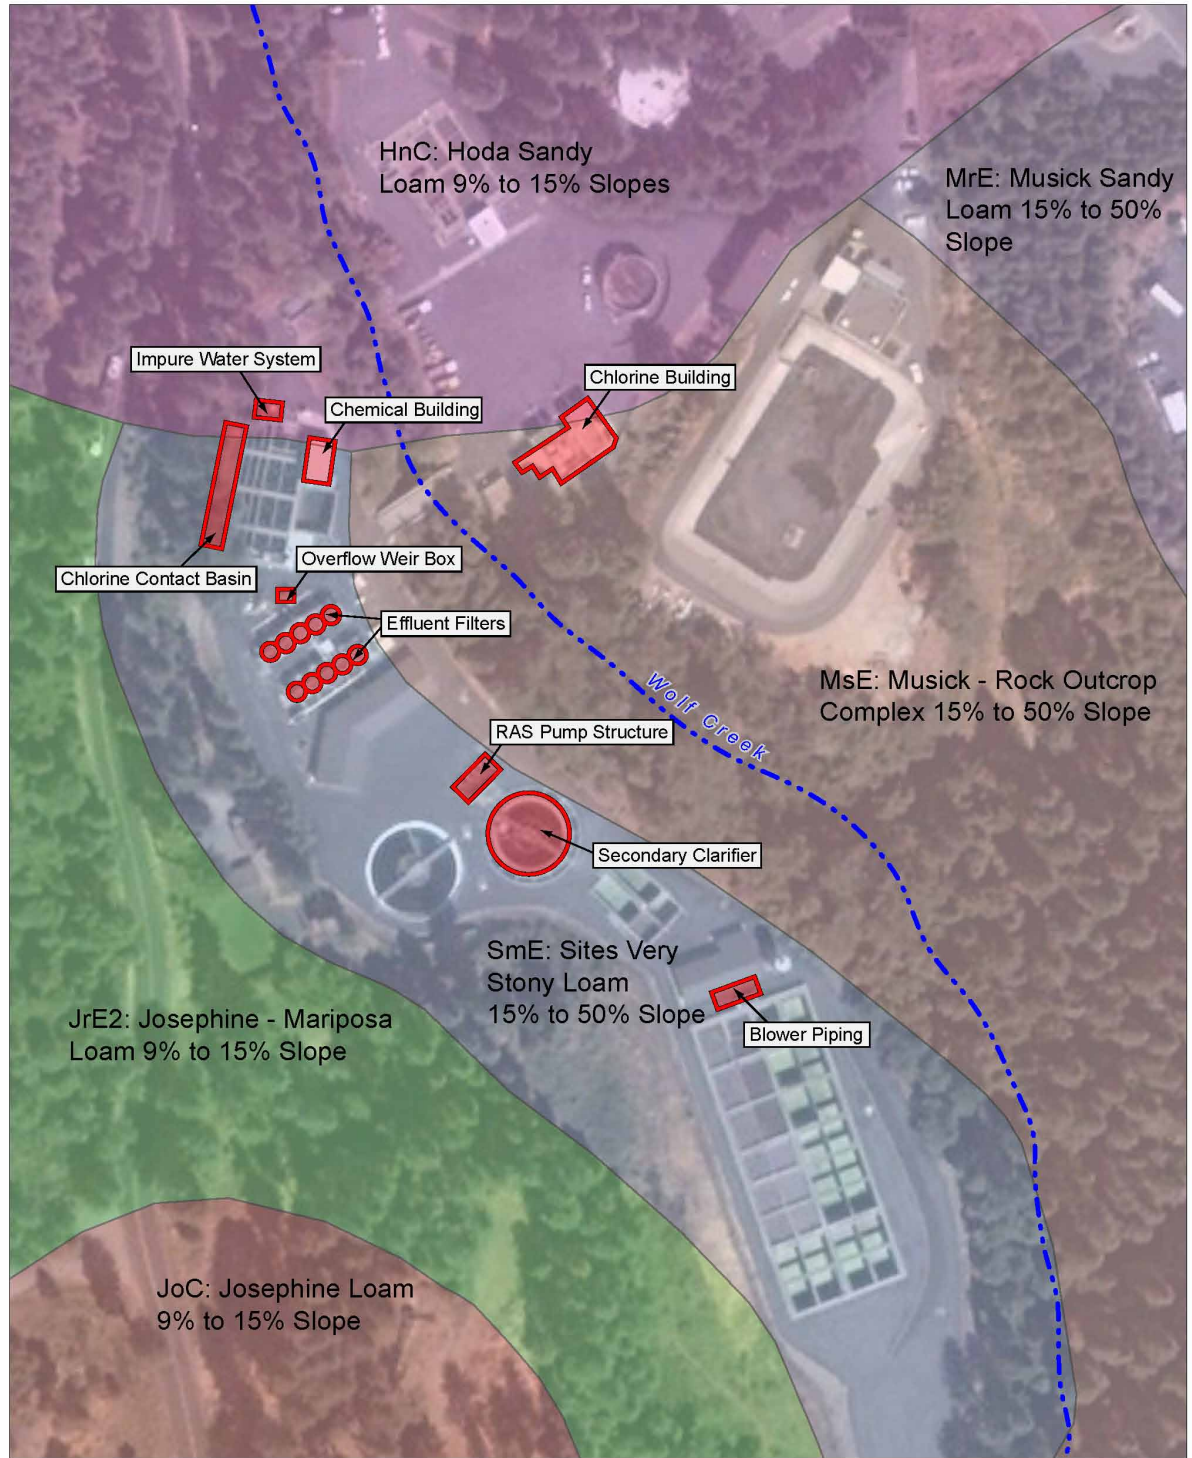 HnC: Hoda Sandy
Loam 9% to 15% Slopes
MrE: Musick Sandy
Loam 15% to 50%
Slope
Impure Water System
Chlorine Building
Chemical Building
Overflow Weir Box
Chlorine Contact Basin
Effluent Filters
Wolf Creek
MsE: Musick - Rock Outcrop
Complex 15% to 50% Slope
RAS Pump Structure
Secondary Clarifier
SmE: Sites Very
Stony Loam
15% to 50% Slope
JrE2: Josephine - Mariposa
Loam 9% to 15% Slope
Blower Piping
JoC: Josephine Loam
9% to 15% Slope